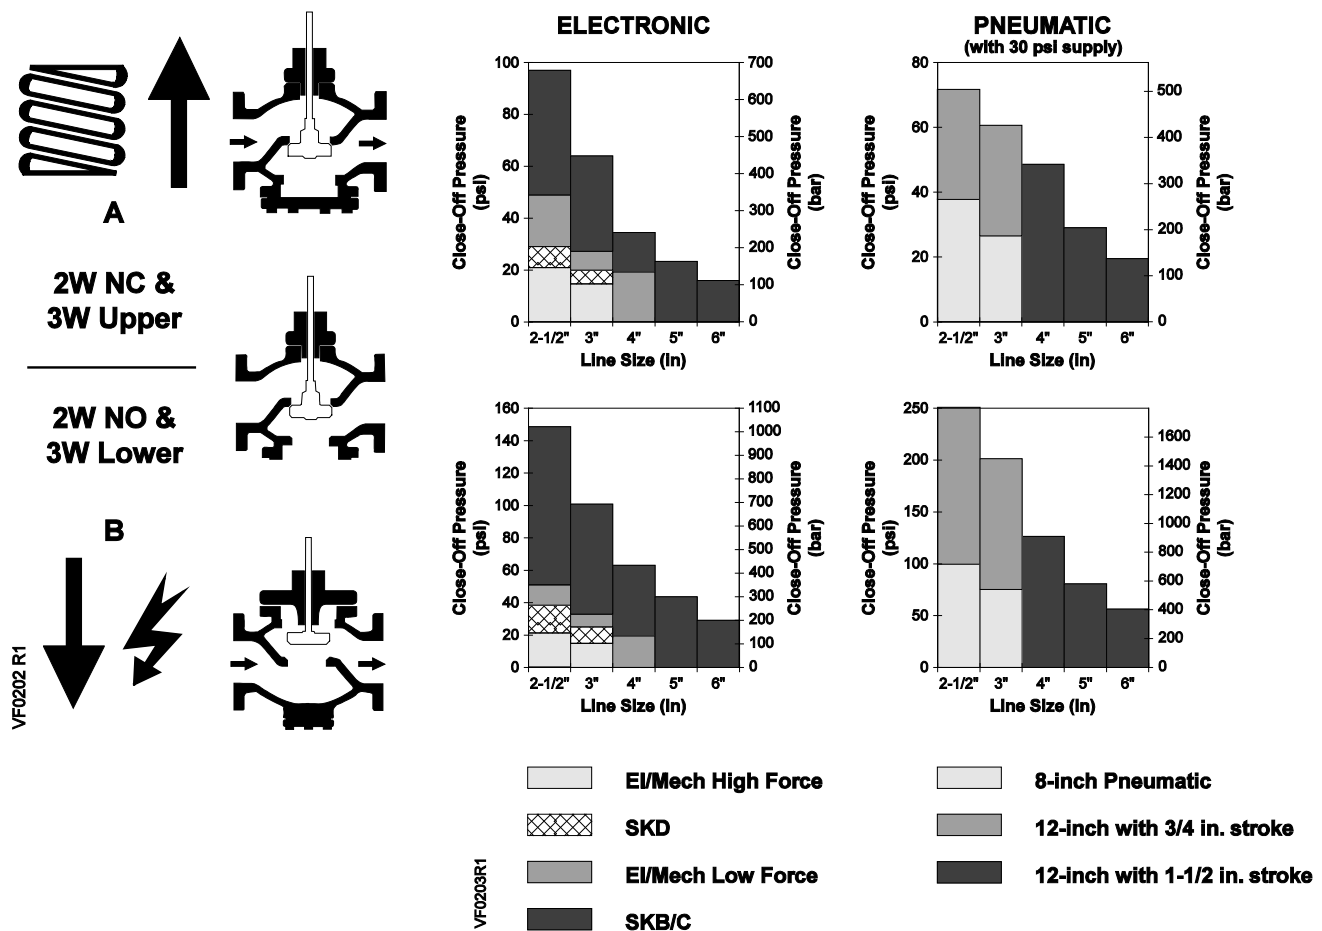 ELECTRONIC
PNEUMATIC
(with 30 psi supply)
A
2W NC &
3W Upper
2W NO &
3W Lower
B
VF0202 R1
Close-Off Pressure
(psi)
100
80
60
40
20
0
700
600
500
400
300
200
100
0
Close-Off Pressure
(bar)
2-1/2" 3" 4" 5" 6"
Line Size (in)
Close-Off Pressure
(psi)
80
60
40
20
0
500
400
300
200
100
0
Close-Off Pressure
(bar)
2-1/2" 3" 4" 5" 6"
Line Size (in)
Close-Off Pressure
(psi)
160
140
120
100
80
60
40
20
0
1100
1000
900
800
700
600
500
400
300
200
100
0
Close-Off Pressure
(bar)
2-1/2" 3" 4" 5" 6"
Line Size (in)
Close-Off Pressure
(psi)
250
200
150
100
50
0
1600
1400
1200
1000
800
600
400
200
0
Close-Off Pressure
(bar)
2-1/2" 3" 4" 5" 6"
Line Size (in)
El/Mech High Force
SKD
El/Mech Low Force
SKB/C
VF0203R1
8-inch Pneumatic
12-inch with 3/4 in. stroke
12-inch with 1-1/2 in. stroke